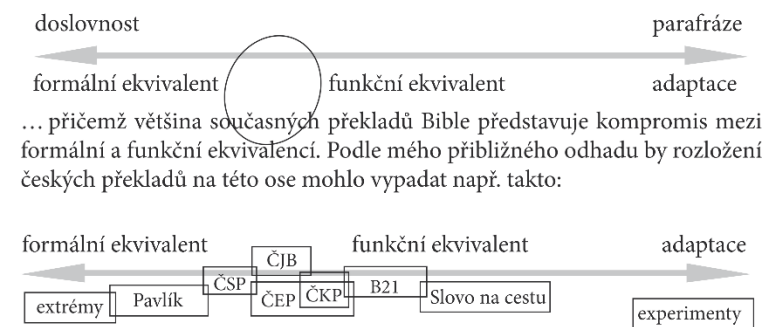 doslovnost parafráze
formální ekvivalent funkční ekvivalent adaptace
… přičemž většina současných překladů Bible představuje kompromis mezi
formální a funkční ekvivalencí. Podle mého přibližného odhadu by rozložení
českých překladů na této ose mohlo vypadat např. takto:
formální ekvivalent funkční ekvivalent adaptace
ČJB
extrémy Pavlík ČSP ČEP ČKP B21 Slovo na cestu experimenty